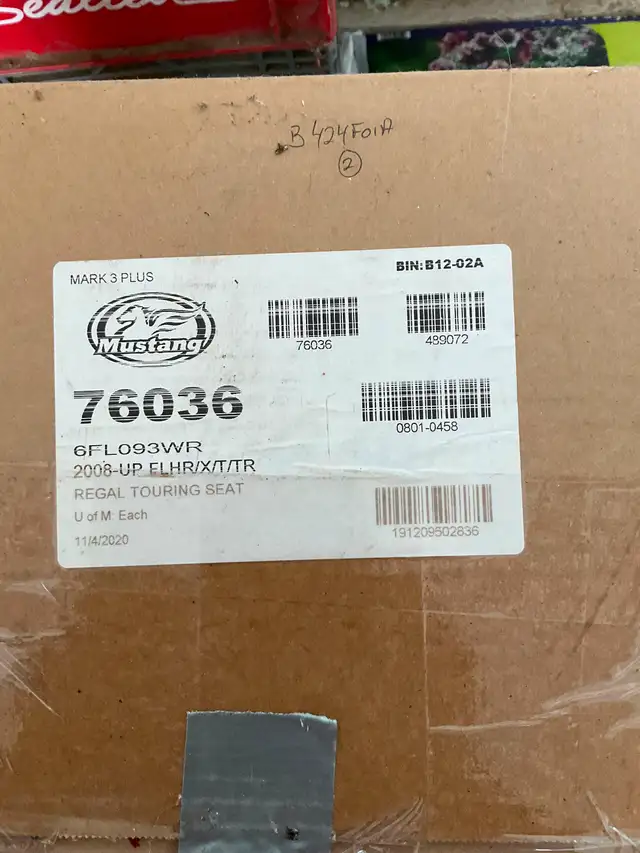 B424F01A
2
MARK 3 PLUS
BIN: B12-02A
Mustang
76036
489072
76036
0801-0458
6FL093WR
2008-UP FLHR/X/T/TR
REGAL TOURING SEAT
U of M: Each
191209502836
11/4/2020